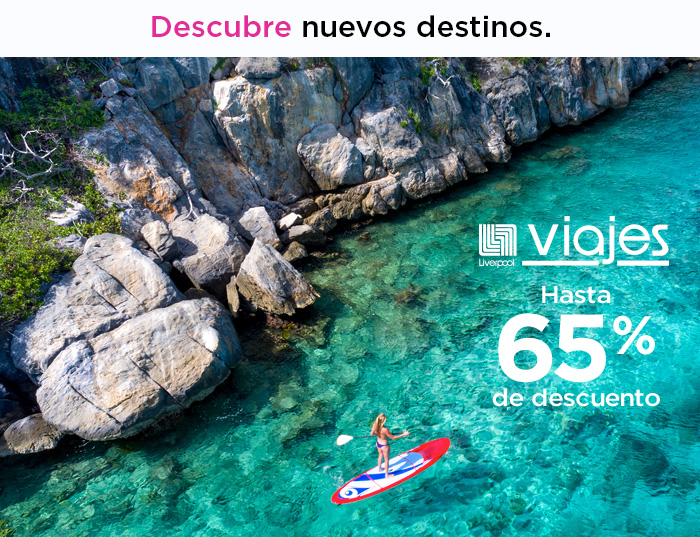 Descubre nuevos destinos.
Liverpool
viajes
Hasta
65%
de descuento